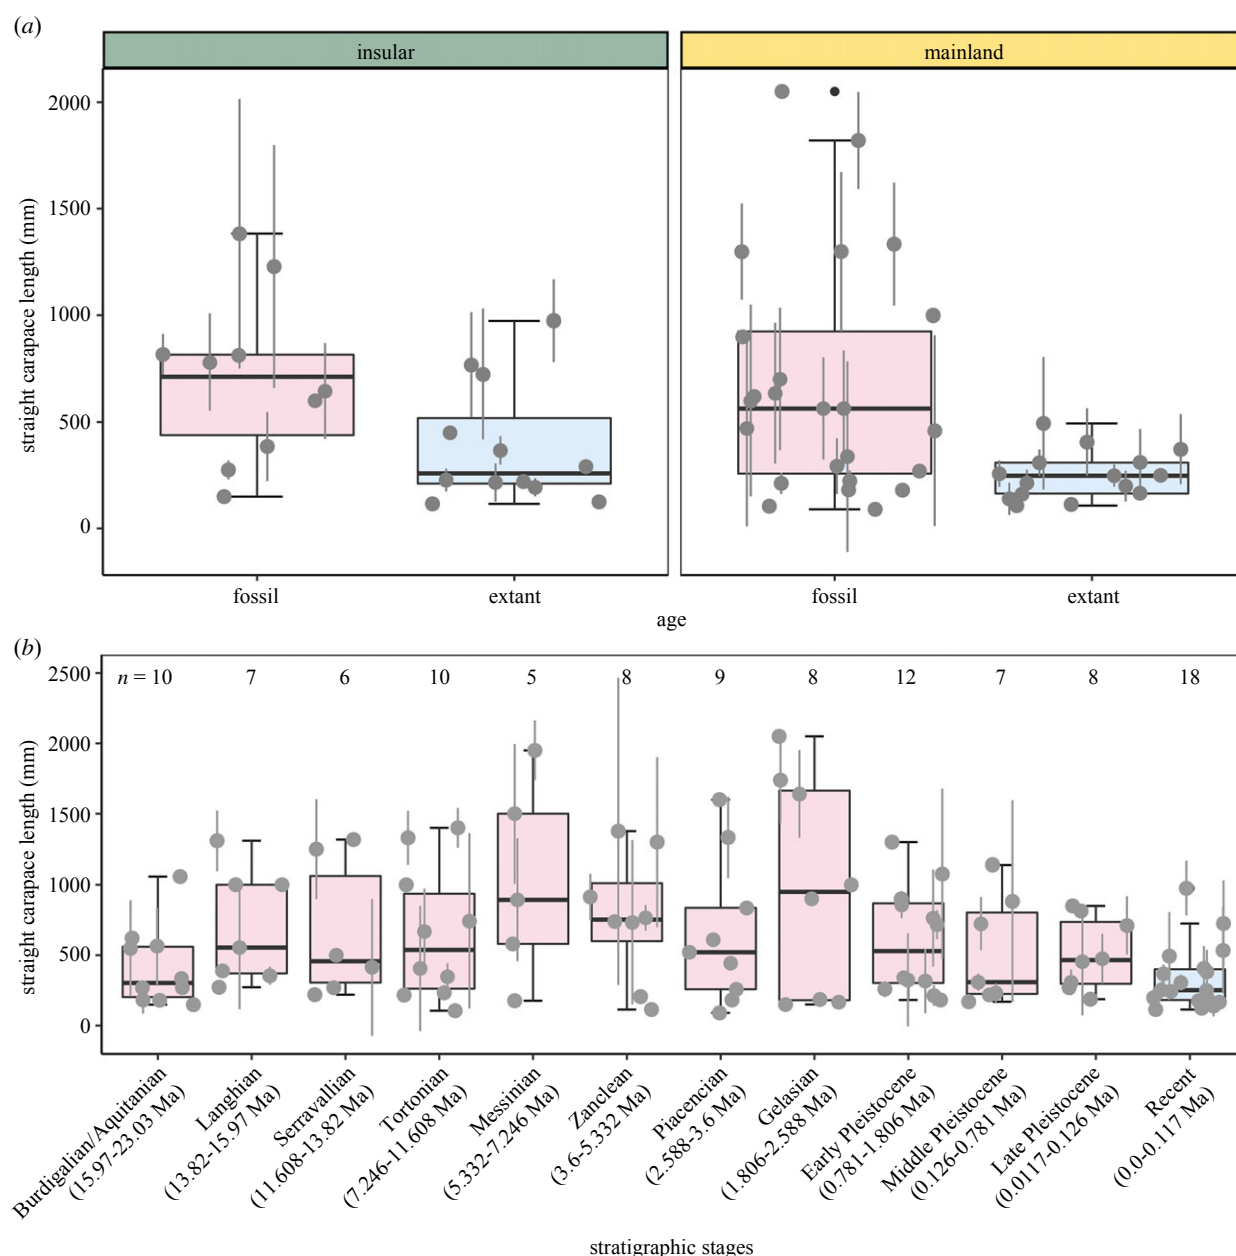 (a)
insular
mainland
straight carapace length (mm)
2000
1500
1000
500
0
fossil
extant
fossil
extant
age
(b)
n = 10 7 6 10 5 8 9 8 12 7 8 18
straight carapace length (mm)
2500
2000
1500
1000
500
0
Burdigalian/Aquitanian
(15.97-23.03 Ma)
Langhian
(13.82-15.97 Ma)
Serravallian
(11.608-13.82 Ma)
Tortonian
(7.246-11.608 Ma)
Messinian
(5.332-7.246 Ma)
Zanclean
(3.6-5.332 Ma)
Piacencian
(2.588-3.6 Ma)
Gelasian
(1.806-2.588 Ma)
Early Pleistocene
(0.781-1.806 Ma)
Middle Pleistocene
(0.126-0.781 Ma)
Late Pleistocene
(0.0117-0.126 Ma)
Recent
(0.0-0.117 Ma)
stratigraphic stages